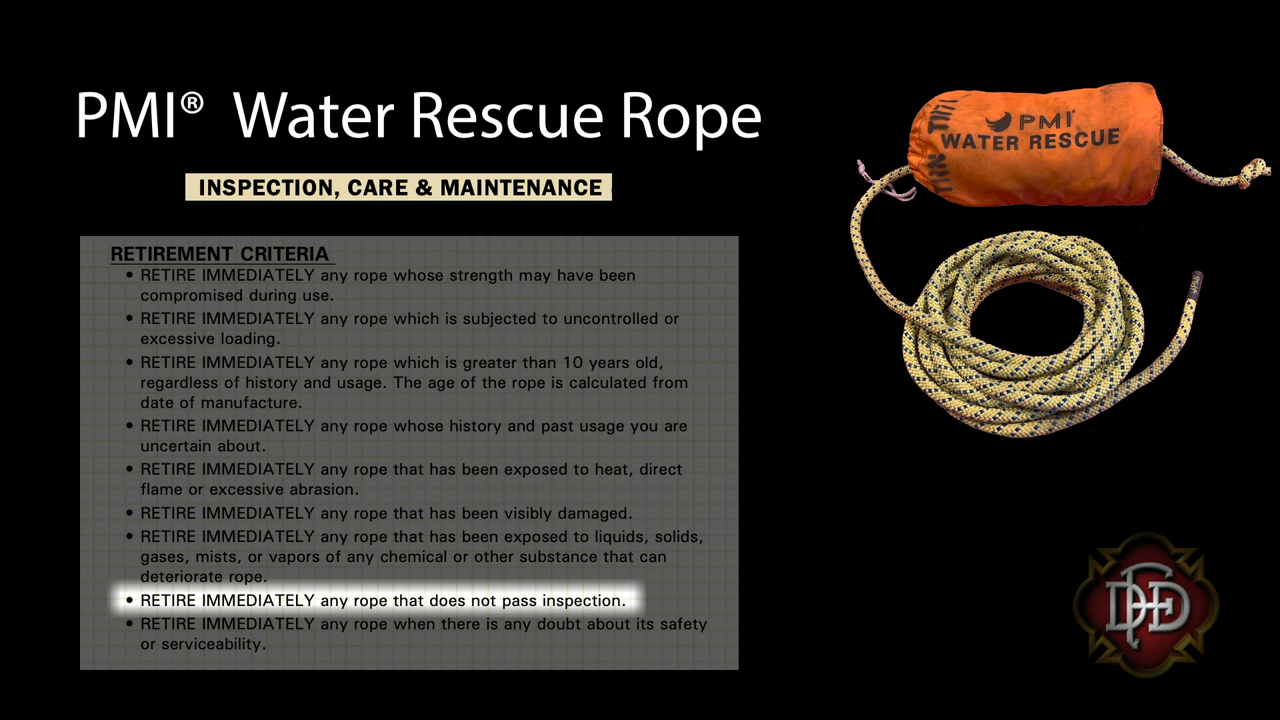 PMI® Water Rescue Rope
INSPECTION, CARE & MAINTENANCE
RETIREMENT CRITERIA
• RETIRE IMMEDIATELY any rope whose strength may have been
compromised during use.
• RETIRE IMMEDIATELY any rope which is subjected to uncontrolled or
excessive loading.
• RETIRE IMMEDIATELY any rope which is greater than 10 years old,
regardless of history and usage. The age of the rope is calculated from
date of manufacture.
• RETIRE IMMEDIATELY any rope whose history and past usage you are
uncertain about.
• RETIRE IMMEDIATELY any rope that has been exposed to heat, direct
flame or excessive abrasion.
• RETIRE IMMEDIATELY any rope that has been visibly damaged.
• RETIRE IMMEDIATELY any rope that has been exposed to liquids, solids,
gases, mists, or vapors of any chemical or other substance that can
deteriorate rope.
• RETIRE IMMEDIATELY any rope that does not pass inspection.
• RETIRE IMMEDIATELY any rope when there is any doubt about its safety
or serviceability.
PMI
WATER RESCUE
DFD